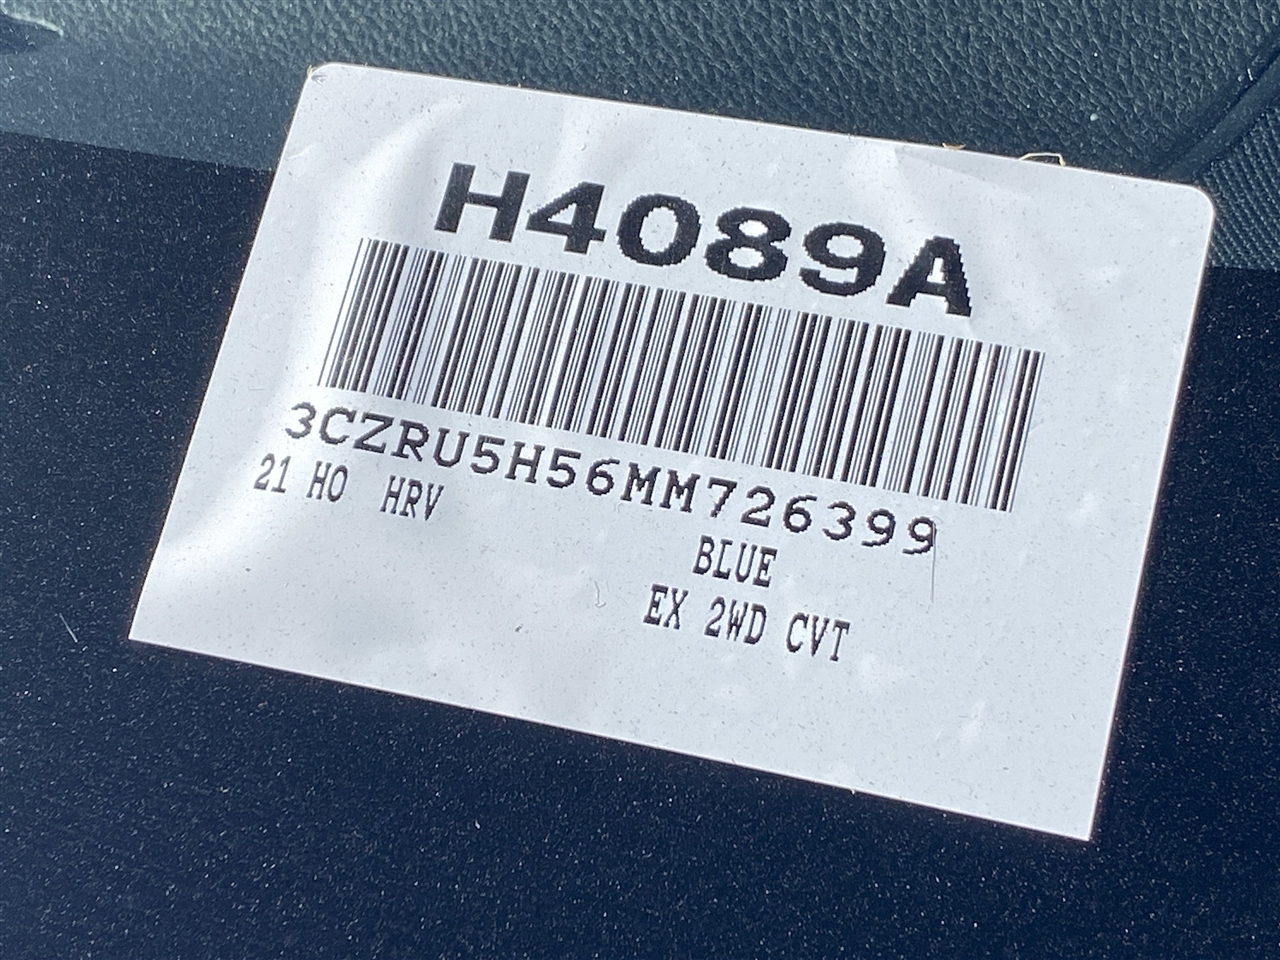 H4089A
3CZRU5H56MM726399
21 HO HRV
BLUE
EX 2WD CVT